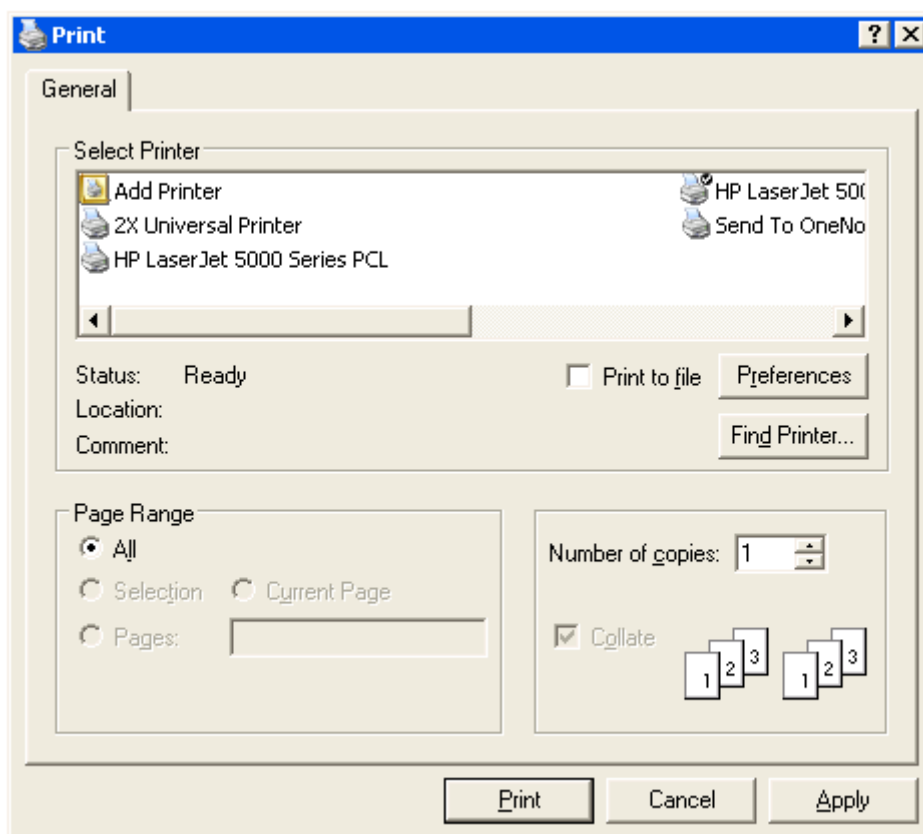 Print
General
Select Printer
Add Printer
2X Universal Printer
HP LaserJet 5000 Series PCL
HP LaserJet 500
Send To OneNo
Status: Ready
Location:
Comment:
Print to file
Preferences
Find Printer...
Page Range
All
Selection Current Page
Pages:
Number of copies: 1
Collate
1 2 3 1 2 3
Print Cancel Apply